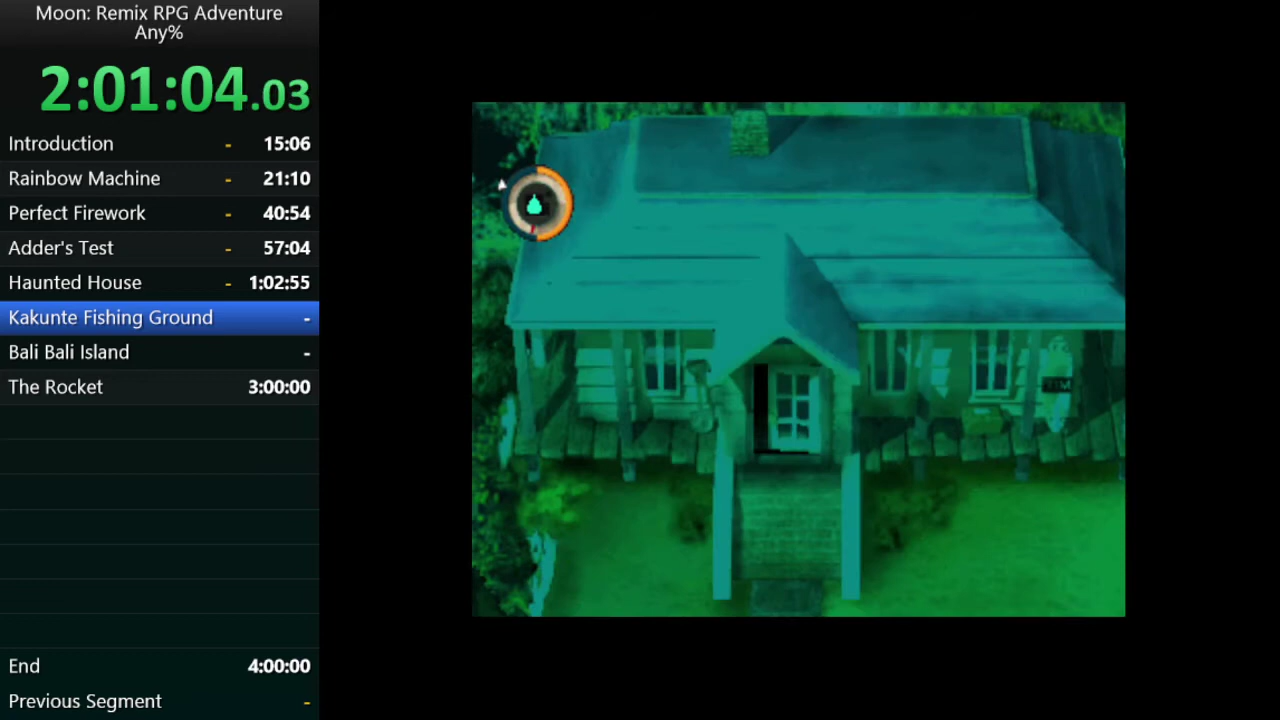 Moon: Remix RPG Adventure
Any%
2:01:04.03
Introduction - 15:06
Rainbow Machine - 21:10
Perfect Firework - 40:54
Adder's Test - 57:04
Haunted House - 1:02:55
Kakunte Fishing Ground -
Bali Bali Island -
The Rocket 3:00:00
End 4:00:00
Previous Segment -